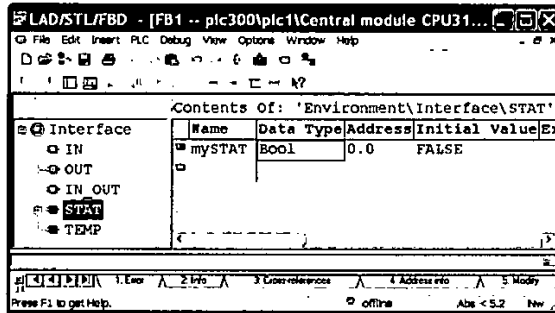 LAD/STL/FBD - [FB1 -- plc300\plc1\Central module CPU31...
File Edit Insert PLC Debug View Options Window Help
Contents Of: 'Environment\Interface\STAT'
Interface
Name Data Type Address Initial Value Ex
IN
mySTAT Bool 0.0 FALSE
OUT
IN_OUT
STAT
TEMP
1: Error 2: Info 3: Cross-references 4: Address info 5: Modify
Press F1 to get Help. offline Abs < 5.2 Nw